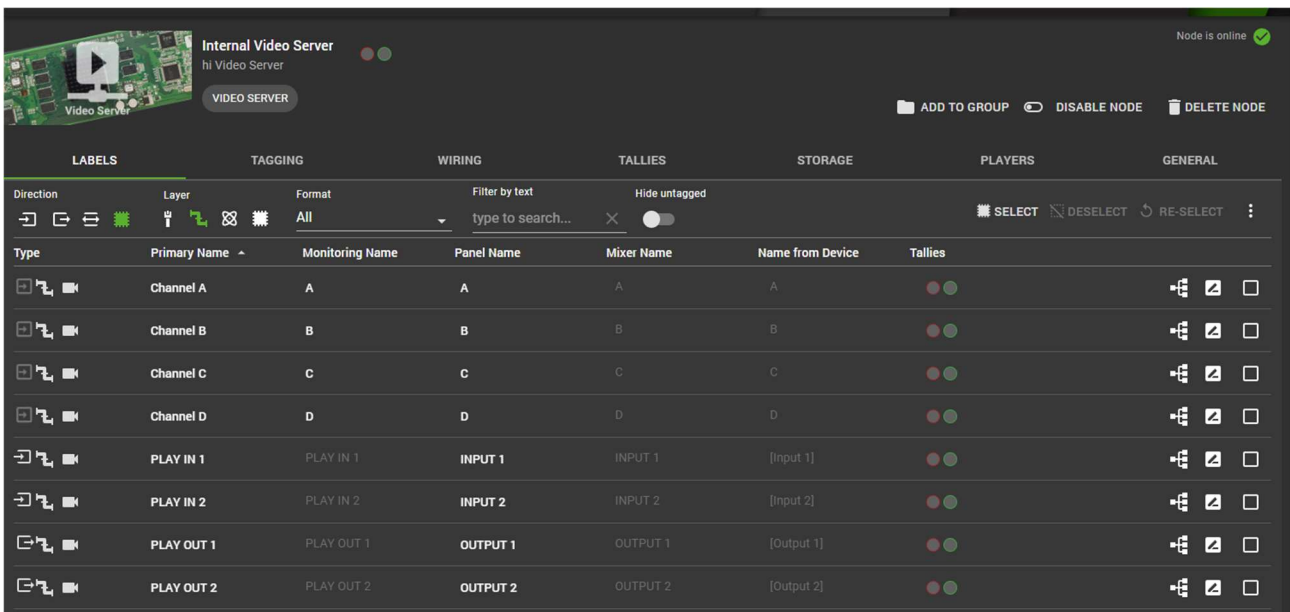 Internal Video Server
hi Video Server
VIDEO SERVER
Video Server
Node is online
ADD TO GROUP DISABLE NODE DELETE NODE
LABELS TAGGING WIRING TALLIES STORAGE PLAYERS GENERAL
Direction Layer Format Filter by text Hide untagged
All type to search... SELECT DESELECT RE-SELECT
Type Primary Name Monitoring Name Panel Name Mixer Name Name from Device Tallies
Channel A A A A A
Channel B B B B B
Channel C C C C C
Channel D D D D D
PLAY IN 1 PLAY IN 1 INPUT 1 INPUT 1 [Input 1]
PLAY IN 2 PLAY IN 2 INPUT 2 INPUT 2 [Input 2]
PLAY OUT 1 PLAY OUT 1 OUTPUT 1 OUTPUT 1 [Output 1]
PLAY OUT 2 PLAY OUT 2 OUTPUT 2 OUTPUT 2 [Output 2]